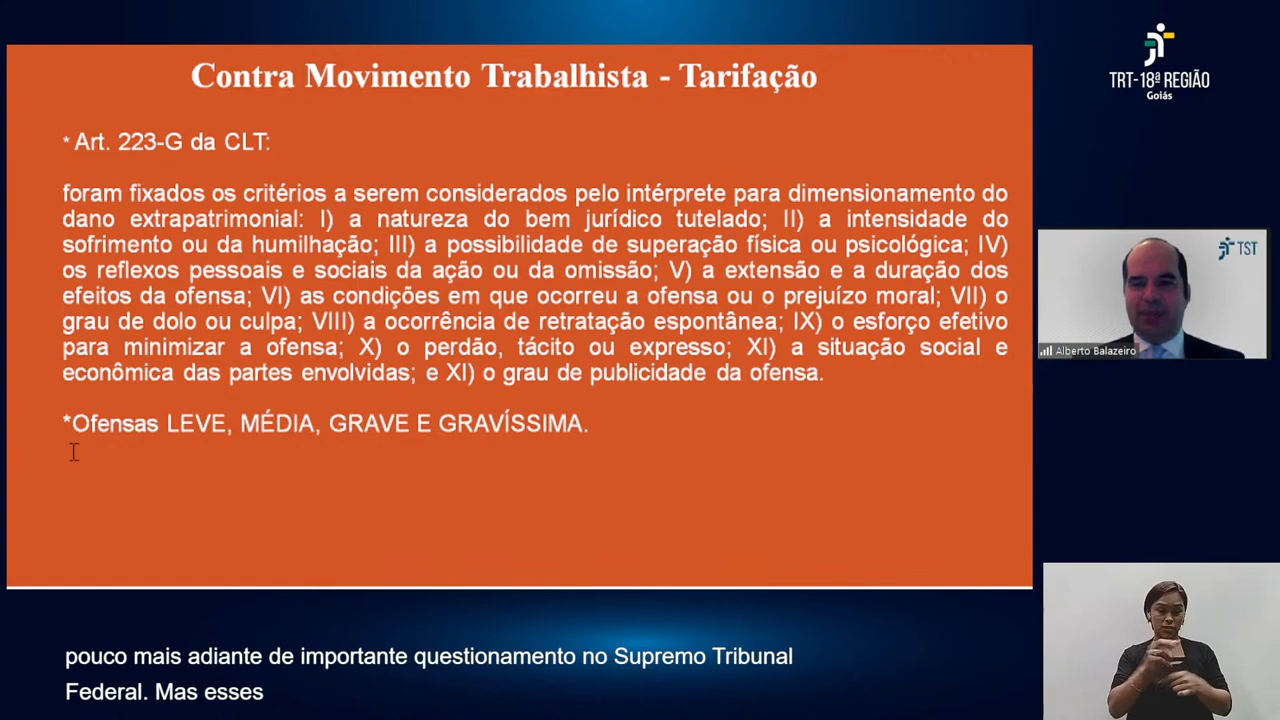 Contra Movimento Trabalhista - Tarifação
* Art. 223-G da CLT:
foram fixados os critérios a serem considerados pelo intérprete para dimensionamento do
dano extrapatrimonial: I) a natureza do bem jurídico tutelado; II) a intensidade do
sofrimento ou da humilhação; III) a possibilidade de superação física ou psicológica; IV)
os reflexos pessoais e sociais da ação ou da omissão; V) a extensão e a duração dos
efeitos da ofensa; VI) as condições em que ocorreu a ofensa ou o prejuízo moral; VII) o
grau de dolo ou culpa; VIII) a ocorrência de retratação espontânea; IX) o esforço efetivo
para minimizar a ofensa; X) o perdão, tácito ou expresso; XI) a situação social e
econômica das partes envolvidas; e XI) o grau de publicidade da ofensa.
*Ofensas LEVE, MÉDIA, GRAVE E GRAVÍSSIMA.
TRT-18ª REGIÃO
Goiás
TST
Alberto Balazeiro
pouco mais adiante de importante questionamento no Supremo Tribunal
Federal. Mas esses